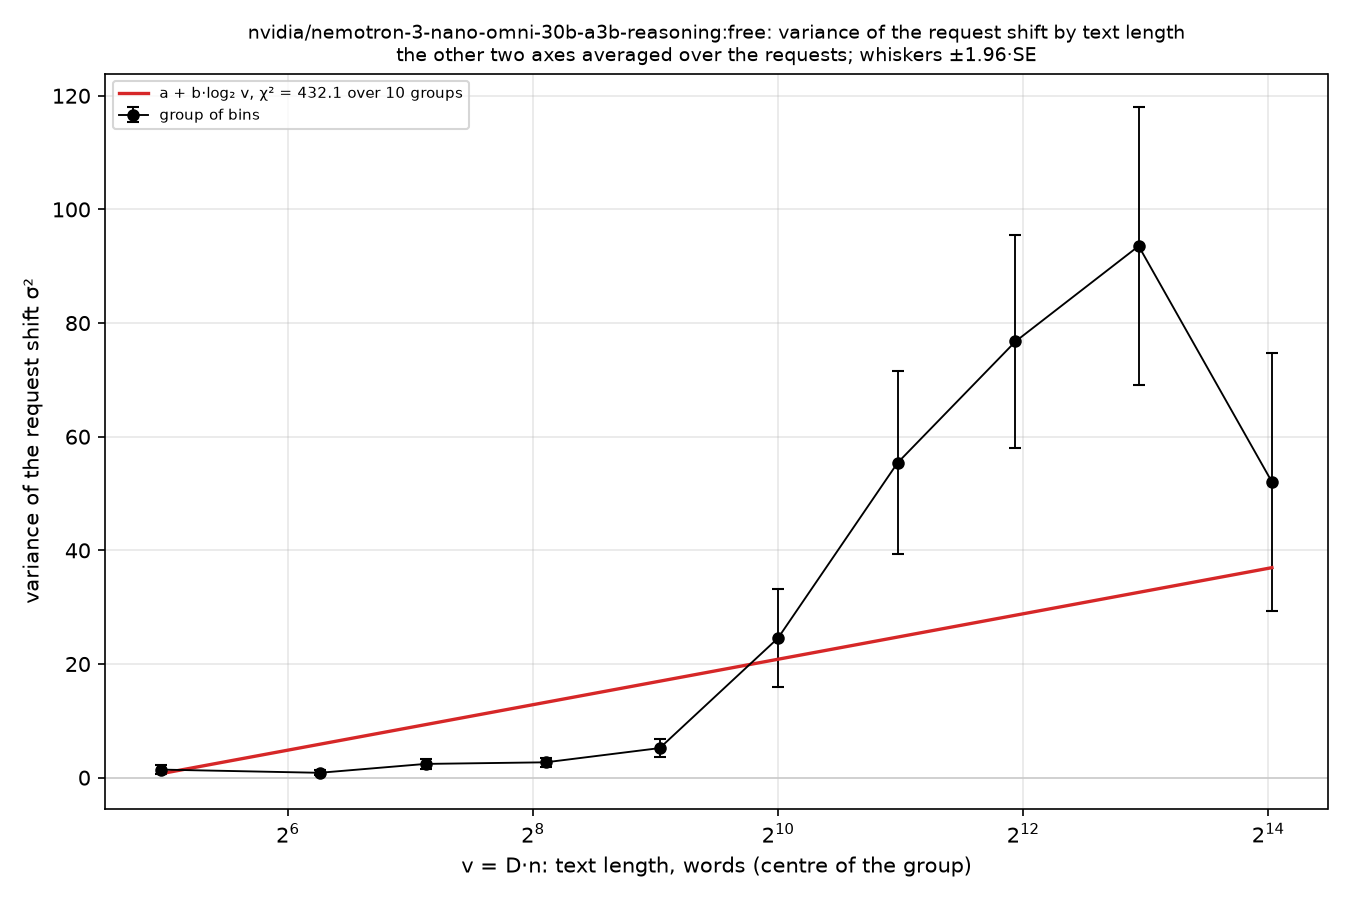 nvidia/nemotron-3-nano-omni-30b-a3b-reasoning:free: variance of the request shift by text length
the other two axes averaged over the requests; whiskers ±1.96·SE
a + b·log₂ v, χ² = 432.1 over 10 groups
group of bins
variance of the request shift σ²
120
100
80
60
40
20
0
2⁶ 2⁸ 2¹⁰ 2¹² 2¹⁴
v = D·n: text length, words (centre of the group)